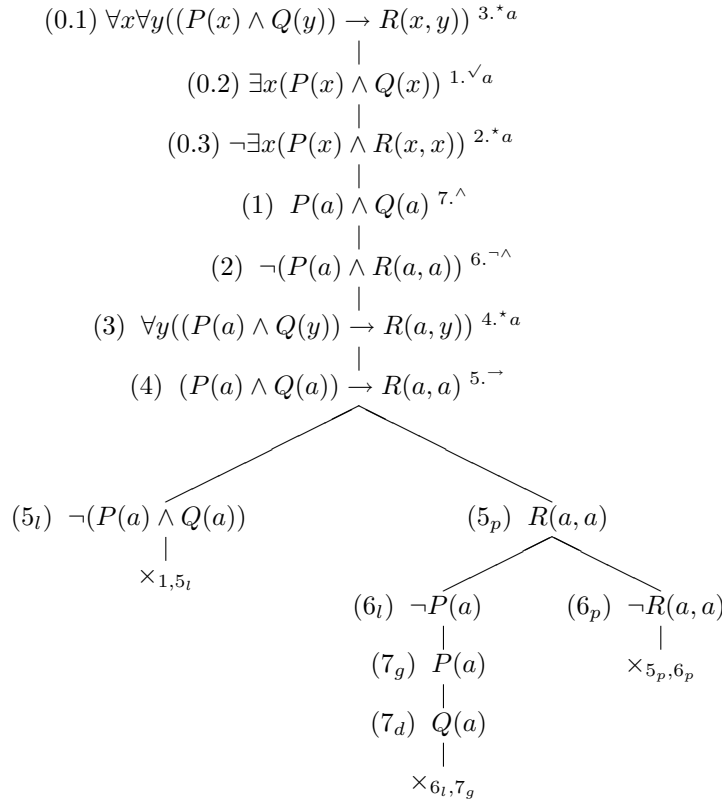 (0.1) ∀x∀y((P(x) ∧ Q(y)) → R(x, y)) 3.⋆a
(0.2) ∃x(P(x) ∧ Q(x)) 1.√a
(0.3) ¬∃x(P(x) ∧ R(x, x)) 2.⋆a
(1) P(a) ∧ Q(a) 7.∧
(2) ¬(P(a) ∧ R(a, a)) 6.¬∧
(3) ∀y((P(a) ∧ Q(y)) → R(a, y)) 4.⋆a
(4) (P(a) ∧ Q(a)) → R(a, a) 5.→
(5l) ¬(P(a) ∧ Q(a)) (5p) R(a, a)
×1,5l
(6l) ¬P(a) (6p) ¬R(a, a)
(7g) P(a) ×5p,6p
(7d) Q(a)
×6l,7g